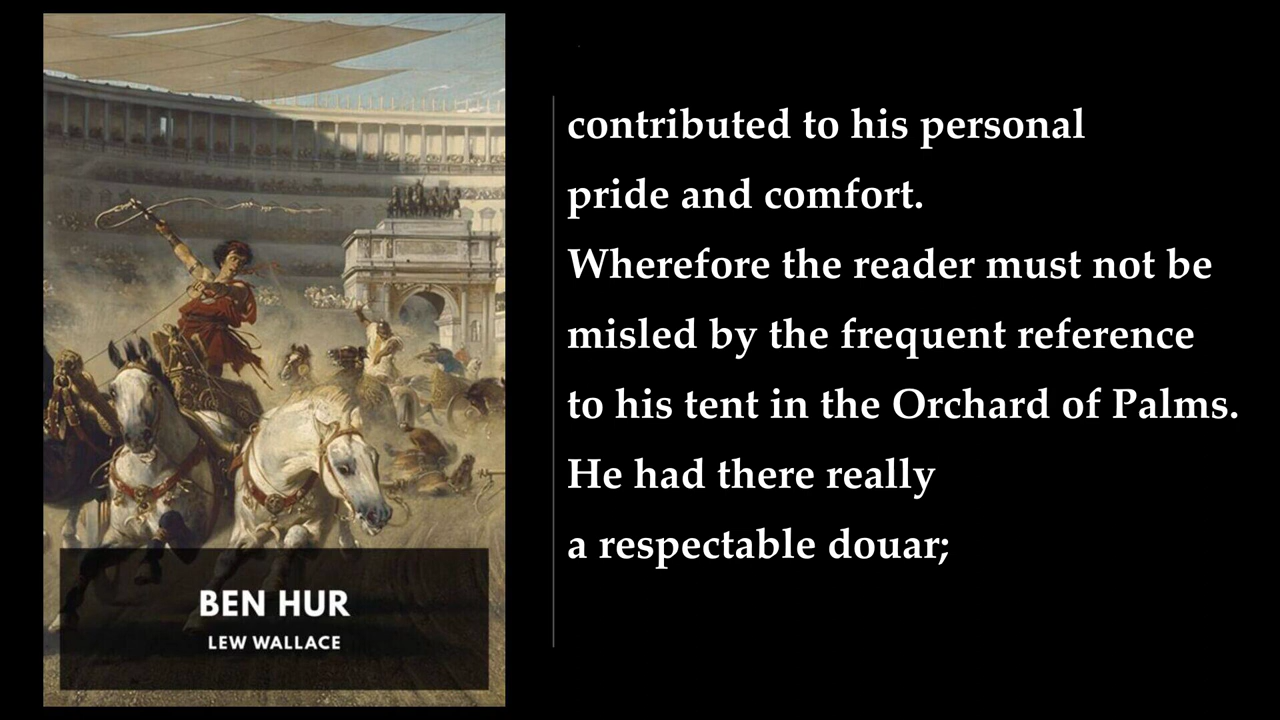 contributed to his personal
pride and comfort.
Wherefore the reader must not be
misled by the frequent reference
to his tent in the Orchard of Palms.
He had there really
a respectable douar;
BEN HUR
LEW WALLACE